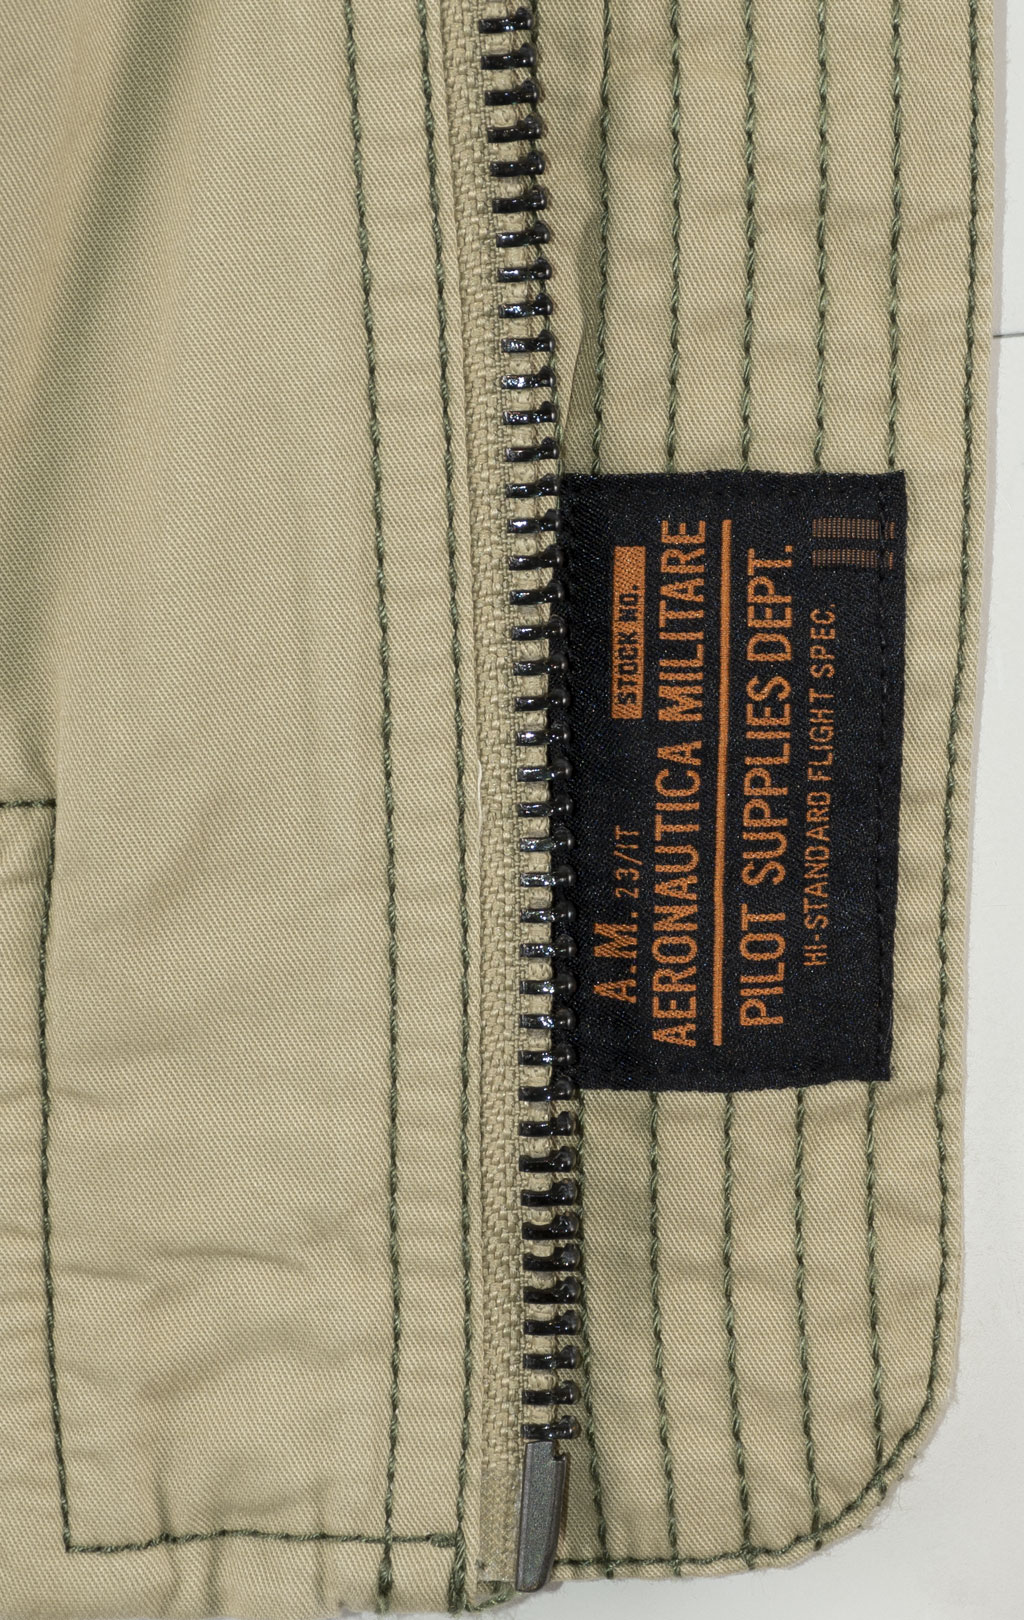 A.M. 23/IT STOCK NO.
AERONAUTICA MILITARE
PILOT SUPPLIES DEPT.
HI-STANDARD FLIGHT SPEC.